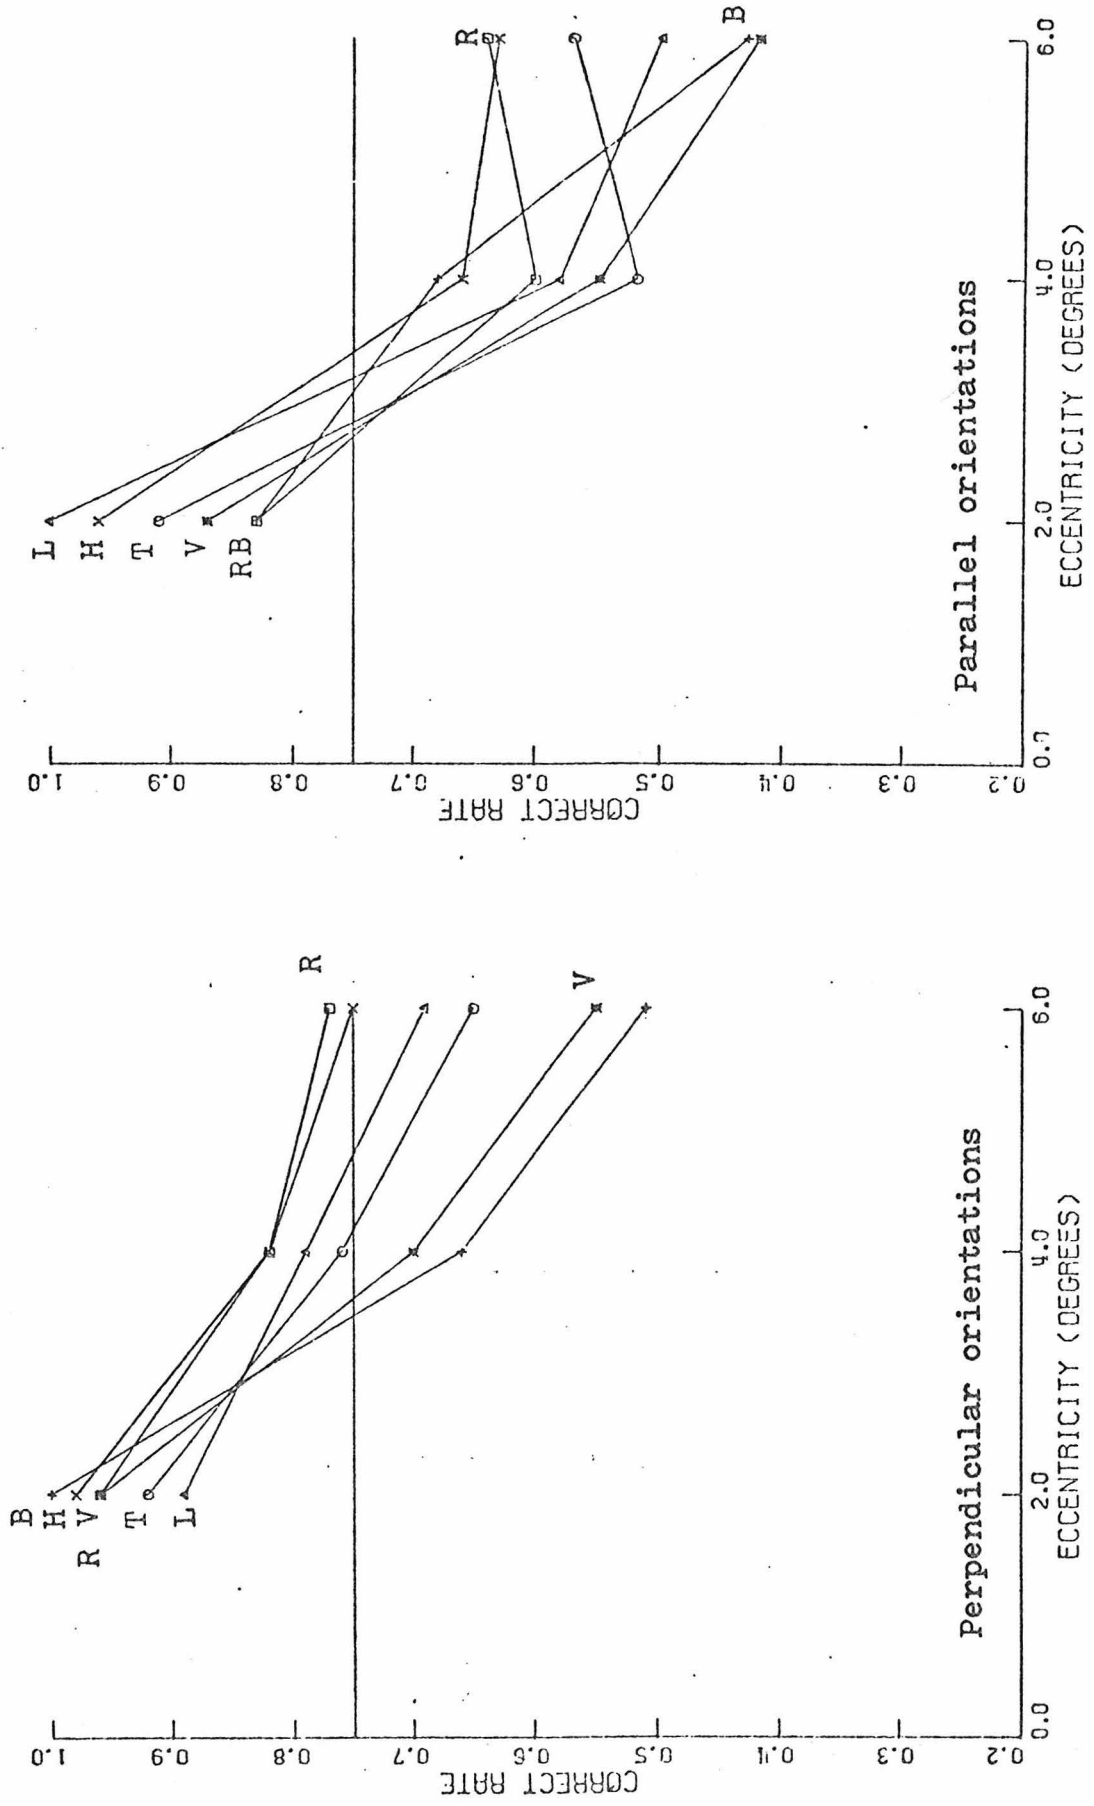 B
H
V
R
T
L
R
V
1.0
0.9
0.8
0.7
0.6
0.5
0.4
0.3
0.2
CORRECT RATE
0.0
2.0
4.0
6.0
ECCENTRICITY (DEGREES)
Perpendicular orientations
L
H
T
V
RB
R
B
1.0
0.9
0.8
0.7
0.6
0.5
0.4
0.3
0.2
CORRECT RATE
0.0
2.0
4.0
6.0
ECCENTRICITY (DEGREES)
Parallel orientations